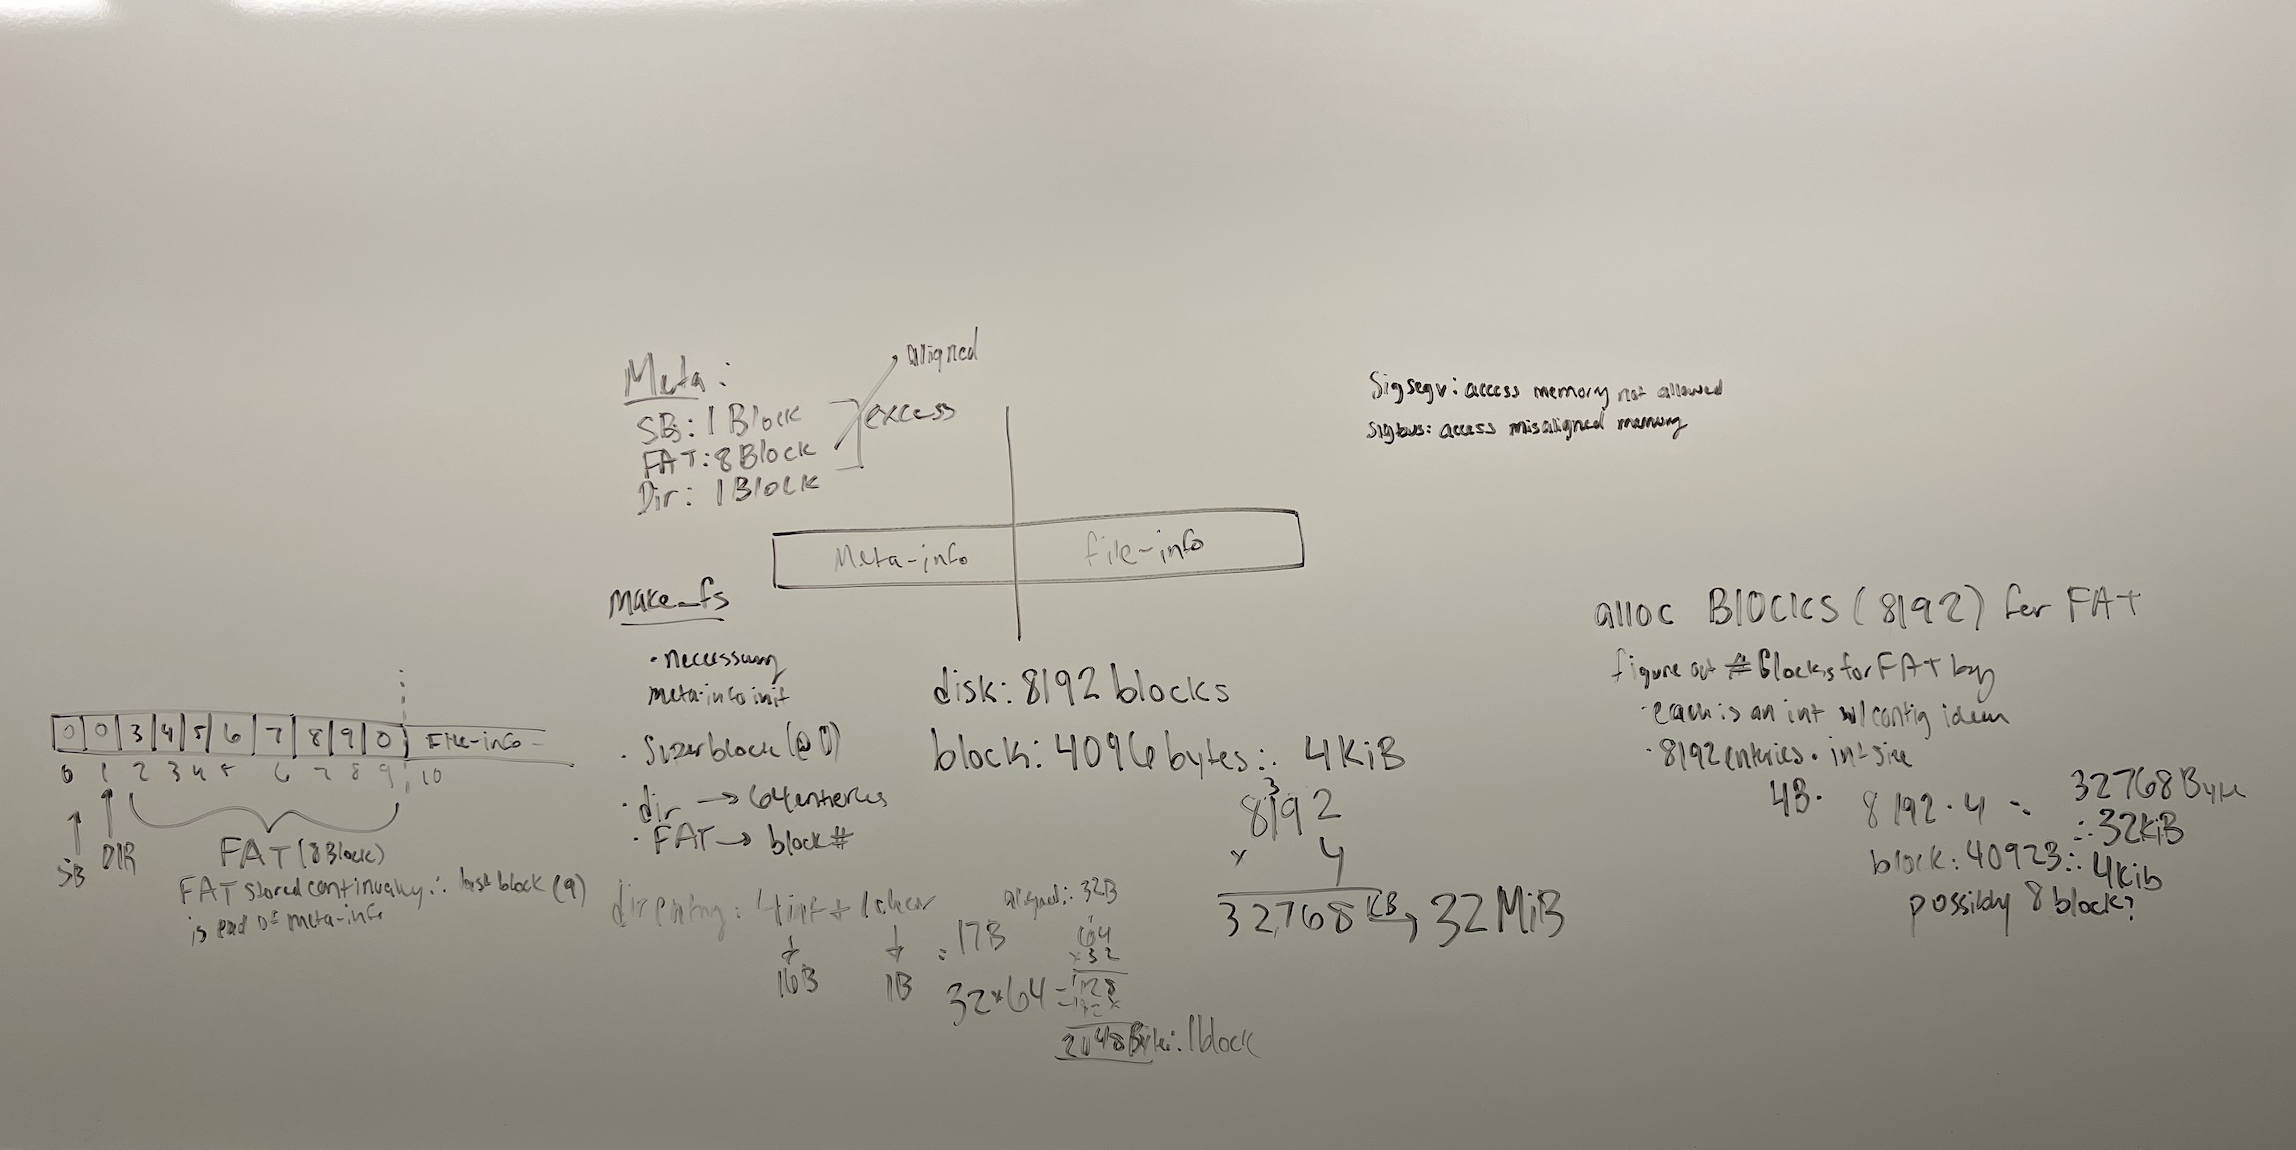 Meta:
aligned
SB: 1 Block
excess
FAT: 8 Block
Dir: 1 Block
Sigsegv: access memory not allowed
Sigbus: access misaligned memory
Meta-info
file-info
make_fs
• necessary
meta-info init
• Superblock (@ 0)
• dir → 64 enteries
• FAT → block #
disk: 8192 blocks
block: 4096 bytes ∴ 4KiB
3
8192
x 4
32768 KB → 32 MiB
alloc BLOCKS (8192) for FAT
figure out # Blocks for FAT by
• each is an int w/ contig idea
• 8192 entries • int size
4B • 8192 • 4 = 32768 Byte
∴ 32KiB
block: 4092B ∴ 4Kib
possibly 8 block?
0 0 3 4 5 6 7 8 9 0 File-info
0 1 2 3 4 5 6 7 8 9 10
SB DIR
FAT (8 Block)
FAT stored continually ∴ last block (9)
is end of meta-info
dir entry: 4 int + 1 char
aligned: 32B
16B 1B : 17B
64
x 32
32 x 64 = 128
2048 Byte ∴ 1 block